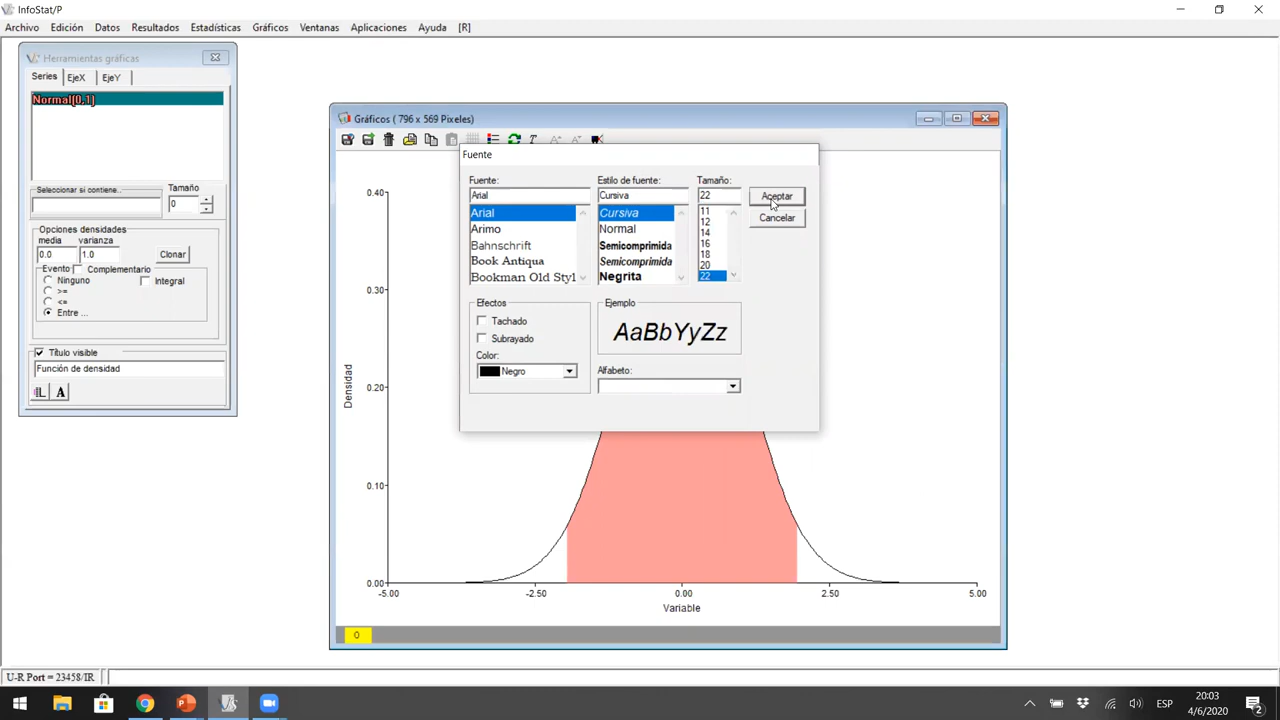 InfoStat/P
Archivo Edición Datos Resultados Estadísticas Gráficos Ventanas Aplicaciones Ayuda [R]
Herramientas gráficas
Series EjeX EjeY
Normal[0,1]
Seleccionar si contiene..
Tamaño
0
Opciones densidades
media varianza
0.0 1.0 Clonar
Evento Complementario
Ninguno Integral
>=
<=
Entre ...
Título visible
Función de densidad
A
Gráficos ( 796 x 569 Pixeles)
Fuente
Fuente: Estilo de fuente: Tamaño:
Arial Cursiva 22 Aceptar
Arial Cursiva 11
Cancelar
Arimo Normal 12
14
Bahnschrift Semicomprimida 16
Book Antiqua Semicomprimida 18
20
Bookman Old Styl Negrita 22
Efectos Ejemplo
Tachado
Subrayado
AaBbYyZz
Color:
Negro
Alfabeto:
0.40
0.30
0.20
0.10
0.00
Densidad
-5.00 -2.50 0.00 2.50 5.00
Variable
0
U-R Port = 23458/IR
ESP
20:03
4/6/2020
2